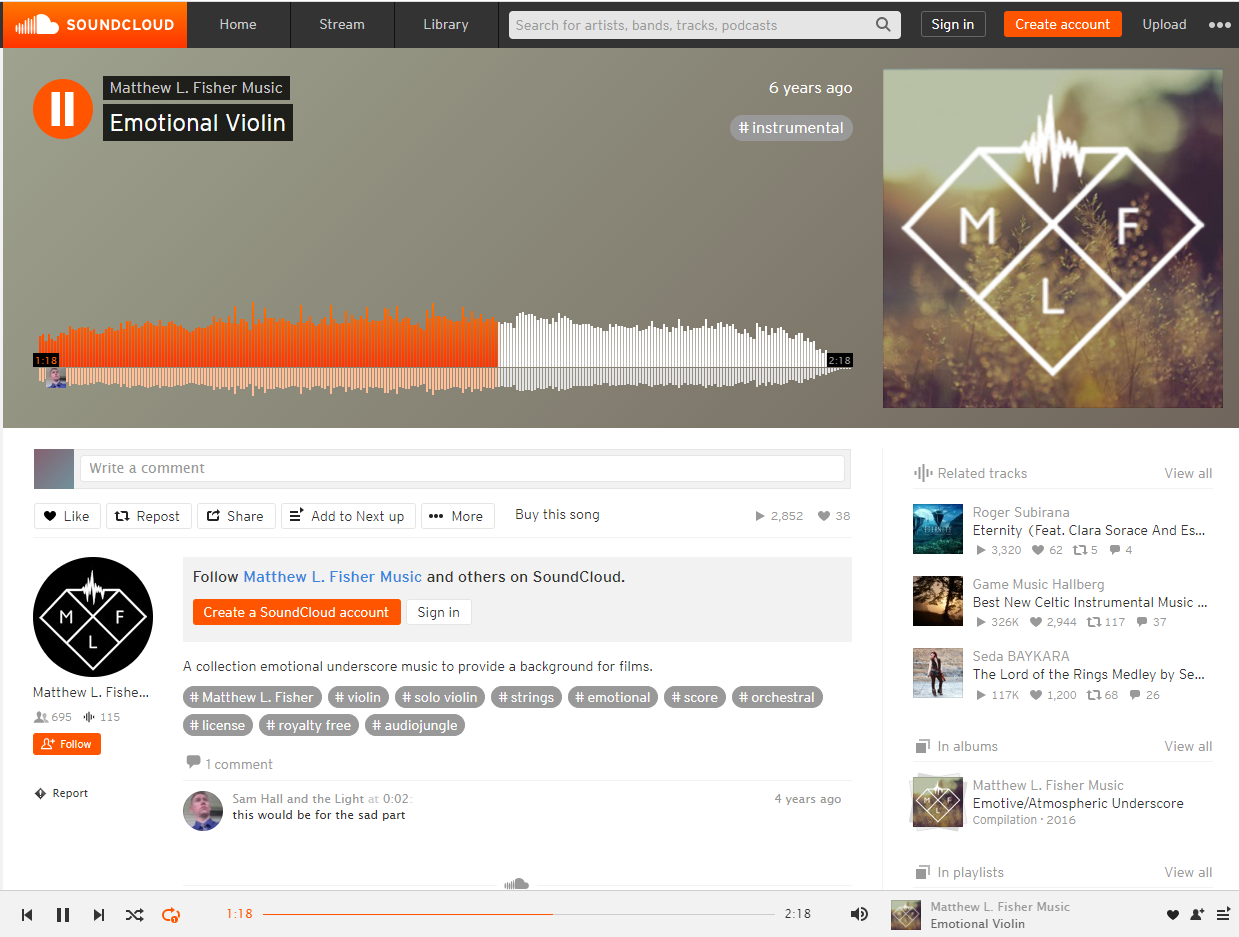 SOUNDCLOUD Home Stream Library Search for artists, bands, tracks, podcasts Sign in Create account Upload
Matthew L. Fisher Music
6 years ago
Emotional Violin
# instrumental
M F
L
1:18
2:18
Write a comment
Like Repost Share Add to Next up More Buy this song 2,852 38
Follow Matthew L. Fisher Music and others on SoundCloud.
Create a SoundCloud account Sign in
M F
L
Matthew L. Fishe...
695 115
Follow
Report
A collection emotional underscore music to provide a background for films.
# Matthew L. Fisher # violin # solo violin # strings # emotional # score # orchestral
# license # royalty free # audiojungle
1 comment
Sam Hall and the Light at 0:02:
4 years ago
this would be for the sad part
Related tracks View all
ETERNITY
Roger Subirana
Eternity (Feat. Clara Sorace And Es...
3,320 62 5 4
Game Music Hallberg
Best New Celtic Instrumental Music ...
326K 2,944 117 37
Seda BAYKARA
The Lord of the Rings Medley by Se...
117K 1,200 68 26
In albums View all
M F
L
Matthew L. Fisher Music
Emotive/Atmospheric Underscore
Compilation · 2016
In playlists View all
1:18 2:18
Matthew L. Fisher Music
Emotional Violin